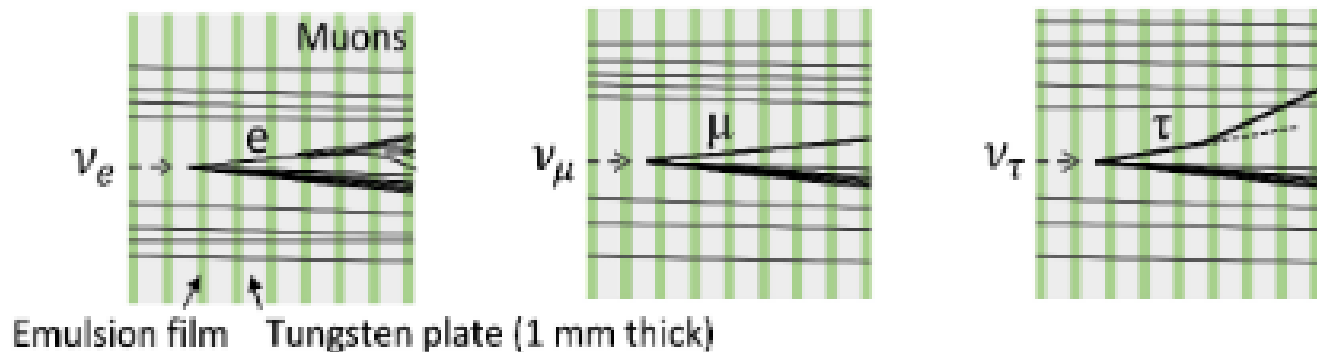 Muons
e
μ
τ
νe
νμ
ντ
Emulsion film Tungsten plate (1 mm thick)